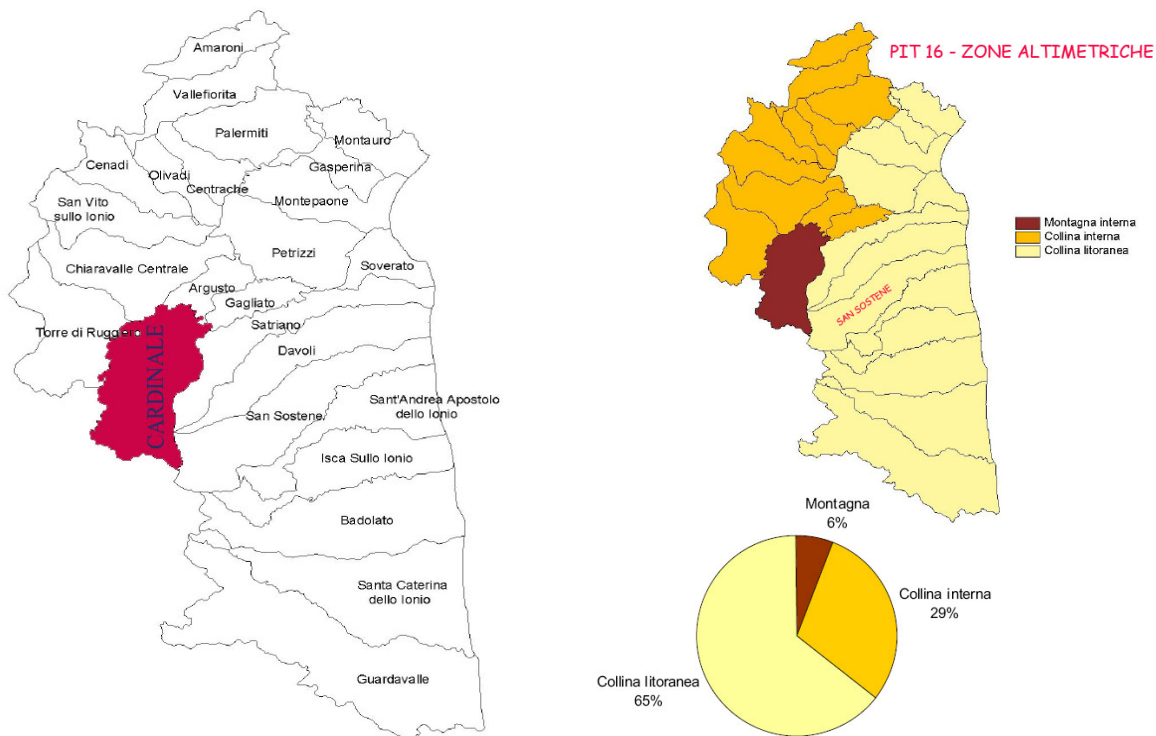 Amaroni
Vallefiorita
Palermiti
Montauro
Cenadi
Olivadi
Gasperina
Centrache
San Vito
sullo Ionio
Montepaone
Petrizzi
Chiaravalle Centrale
Soverato
Argusto
Gagliato
Torre di Ruggiero
Satriano
CARDINALE
Davoli
San Sostene
Sant'Andrea Apostolo
dello Ionio
Isca Sullo Ionio
Badolato
Santa Caterina
dello Ionio
Guardavalle
PIT 16 - ZONE ALTIMETRICHE
Montagna interna
Collina interna
Collina litoranea
SAN SOSTENE
Montagna
6%
Collina interna
29%
Collina litoranea
65%